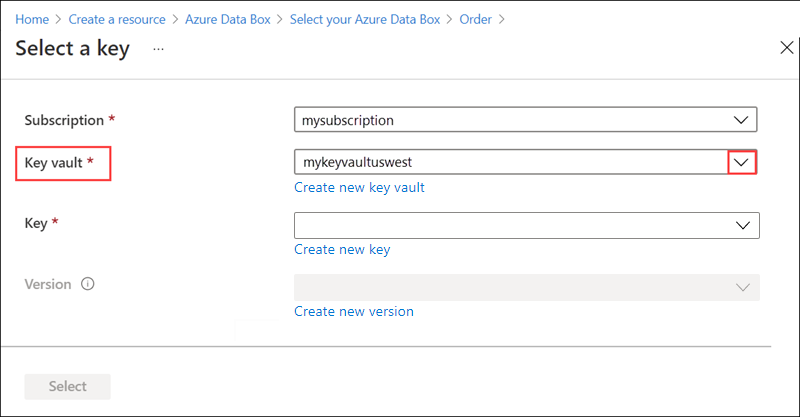 Home > Create a resource > Azure Data Box > Select your Azure Data Box > Order >
Select a key ...
Subscription * mysubscription
Key vault * mykeyvaultuswest
Create new key vault
Key *
Create new key
Version
Create new version
Select